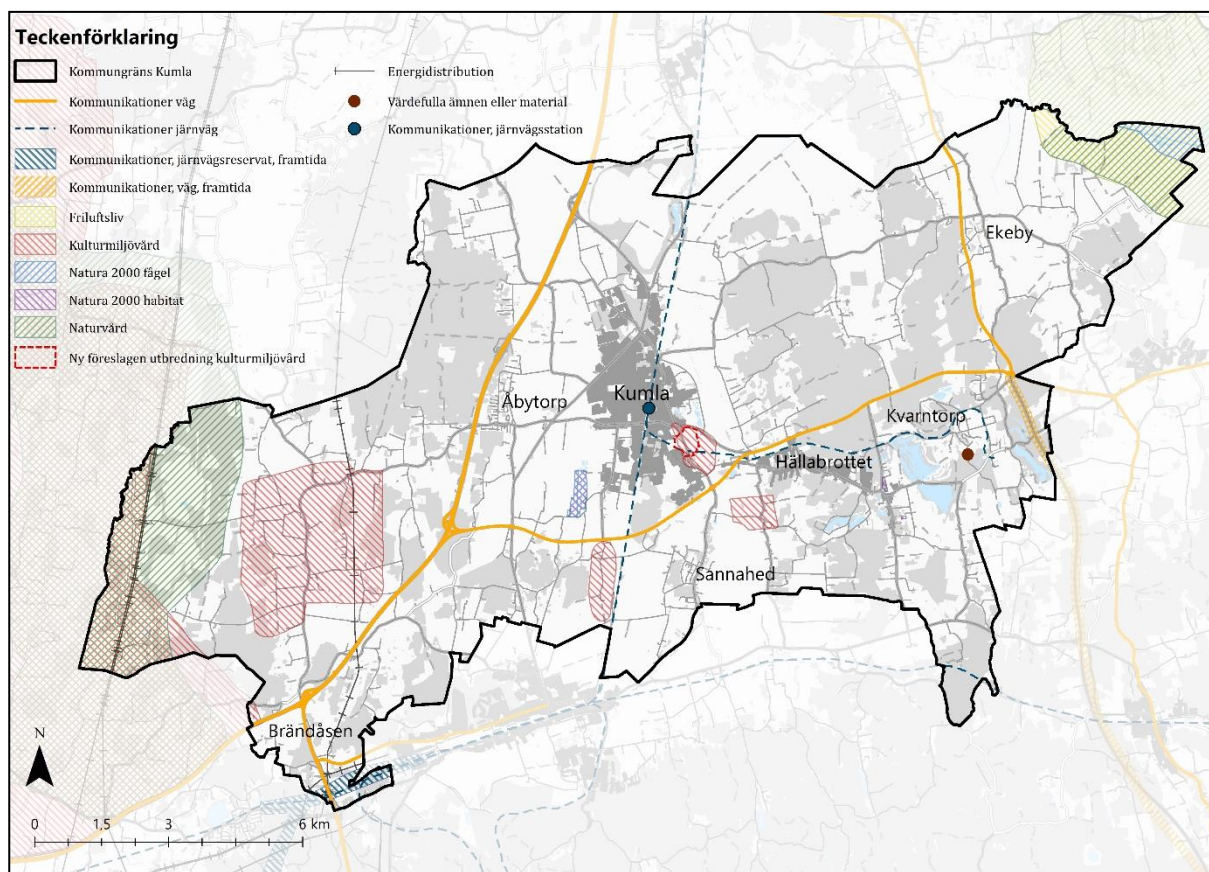 Teckenförklaring
Kommungräns Kumla
Kommunikationer väg
Kommunikationer järnväg
Kommunikationer, järnvägsreservat, framtida
Kommunikationer, väg, framtida
Friluftsliv
Kulturmiljövård
Natura 2000 fågel
Natura 2000 habitat
Naturvård
Ny föreslagen utbredning kulturmiljövård
Energidistribution
Värdefulla ämnen eller material
Kommunikationer, järnvägsstation
Ekeby
Åbytorp
Kumla
Kvarntorp
Hällabrottet
Sannahed
Brändåsen
N
0 1,5 3 6 km